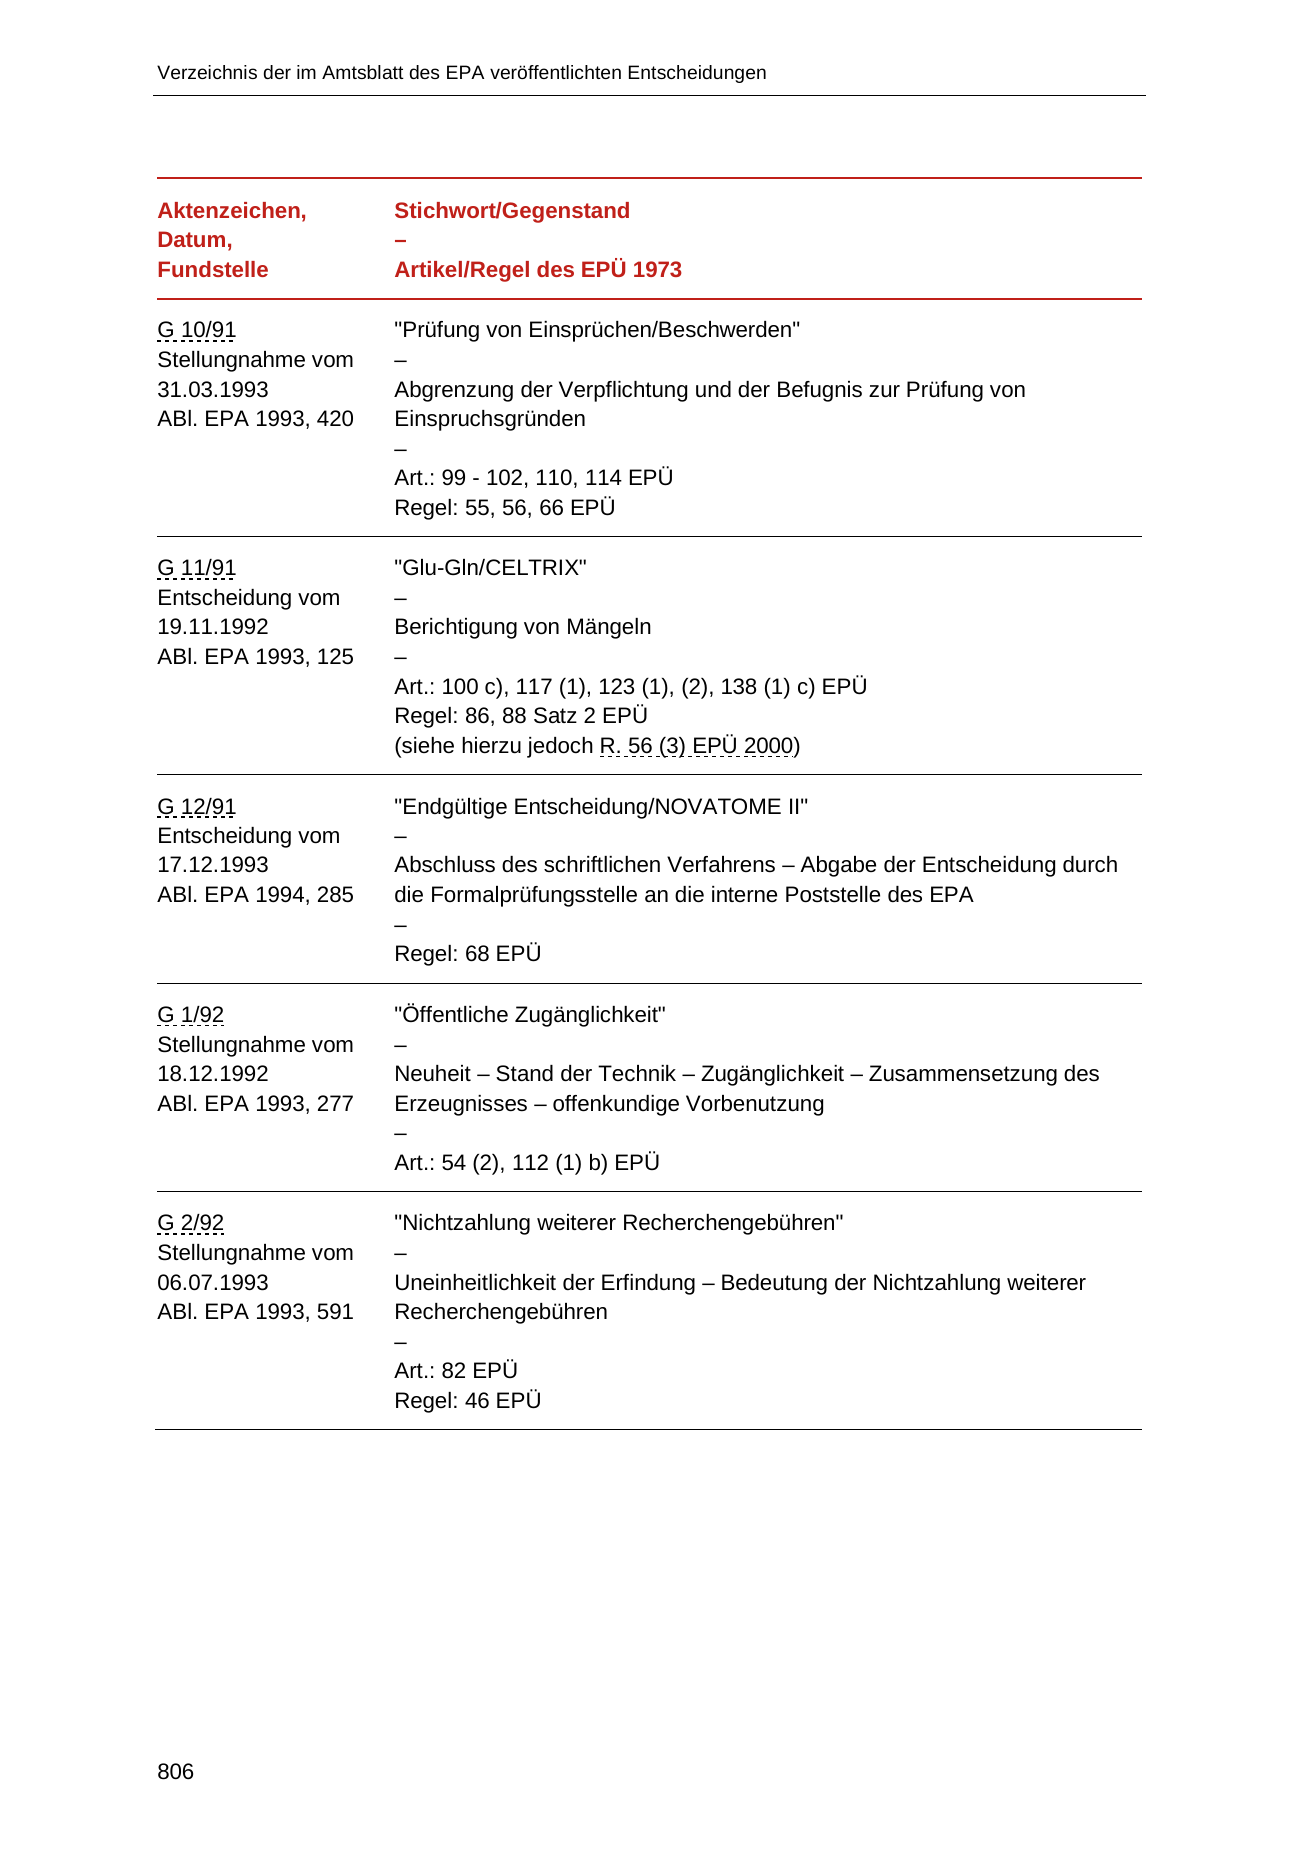 Verzeichnis der im Amtsblatt des EPA veröffentlichten Entscheidungen
Aktenzeichen,
Datum,
Fundstelle
Stichwort/Gegenstand
–
Artikel/Regel des EPÜ 1973
G 10/91
Stellungnahme vom
31.03.1993
ABl. EPA 1993, 420
"Prüfung von Einsprüchen/Beschwerden"
–
Abgrenzung der Verpflichtung und der Befugnis zur Prüfung von
Einspruchsgründen
–
Art.: 99 - 102, 110, 114 EPÜ
Regel: 55, 56, 66 EPÜ
G 11/91
Entscheidung vom
19.11.1992
ABl. EPA 1993, 125
"Glu-Gln/CELTRIX"
–
Berichtigung von Mängeln
–
Art.: 100 c), 117 (1), 123 (1), (2), 138 (1) c) EPÜ
Regel: 86, 88 Satz 2 EPÜ
(siehe hierzu jedoch R. 56 (3) EPÜ 2000)
G 12/91
Entscheidung vom
17.12.1993
ABl. EPA 1994, 285
"Endgültige Entscheidung/NOVATOME II"
–
Abschluss des schriftlichen Verfahrens – Abgabe der Entscheidung durch
die Formalprüfungsstelle an die interne Poststelle des EPA
–
Regel: 68 EPÜ
G 1/92
Stellungnahme vom
18.12.1992
ABl. EPA 1993, 277
"Öffentliche Zugänglichkeit"
–
Neuheit – Stand der Technik – Zugänglichkeit – Zusammensetzung des
Erzeugnisses – offenkundige Vorbenutzung
–
Art.: 54 (2), 112 (1) b) EPÜ
G 2/92
Stellungnahme vom
06.07.1993
ABl. EPA 1993, 591
"Nichtzahlung weiterer Recherchengebühren"
–
Uneinheitlichkeit der Erfindung – Bedeutung der Nichtzahlung weiterer
Recherchengebühren
–
Art.: 82 EPÜ
Regel: 46 EPÜ
806